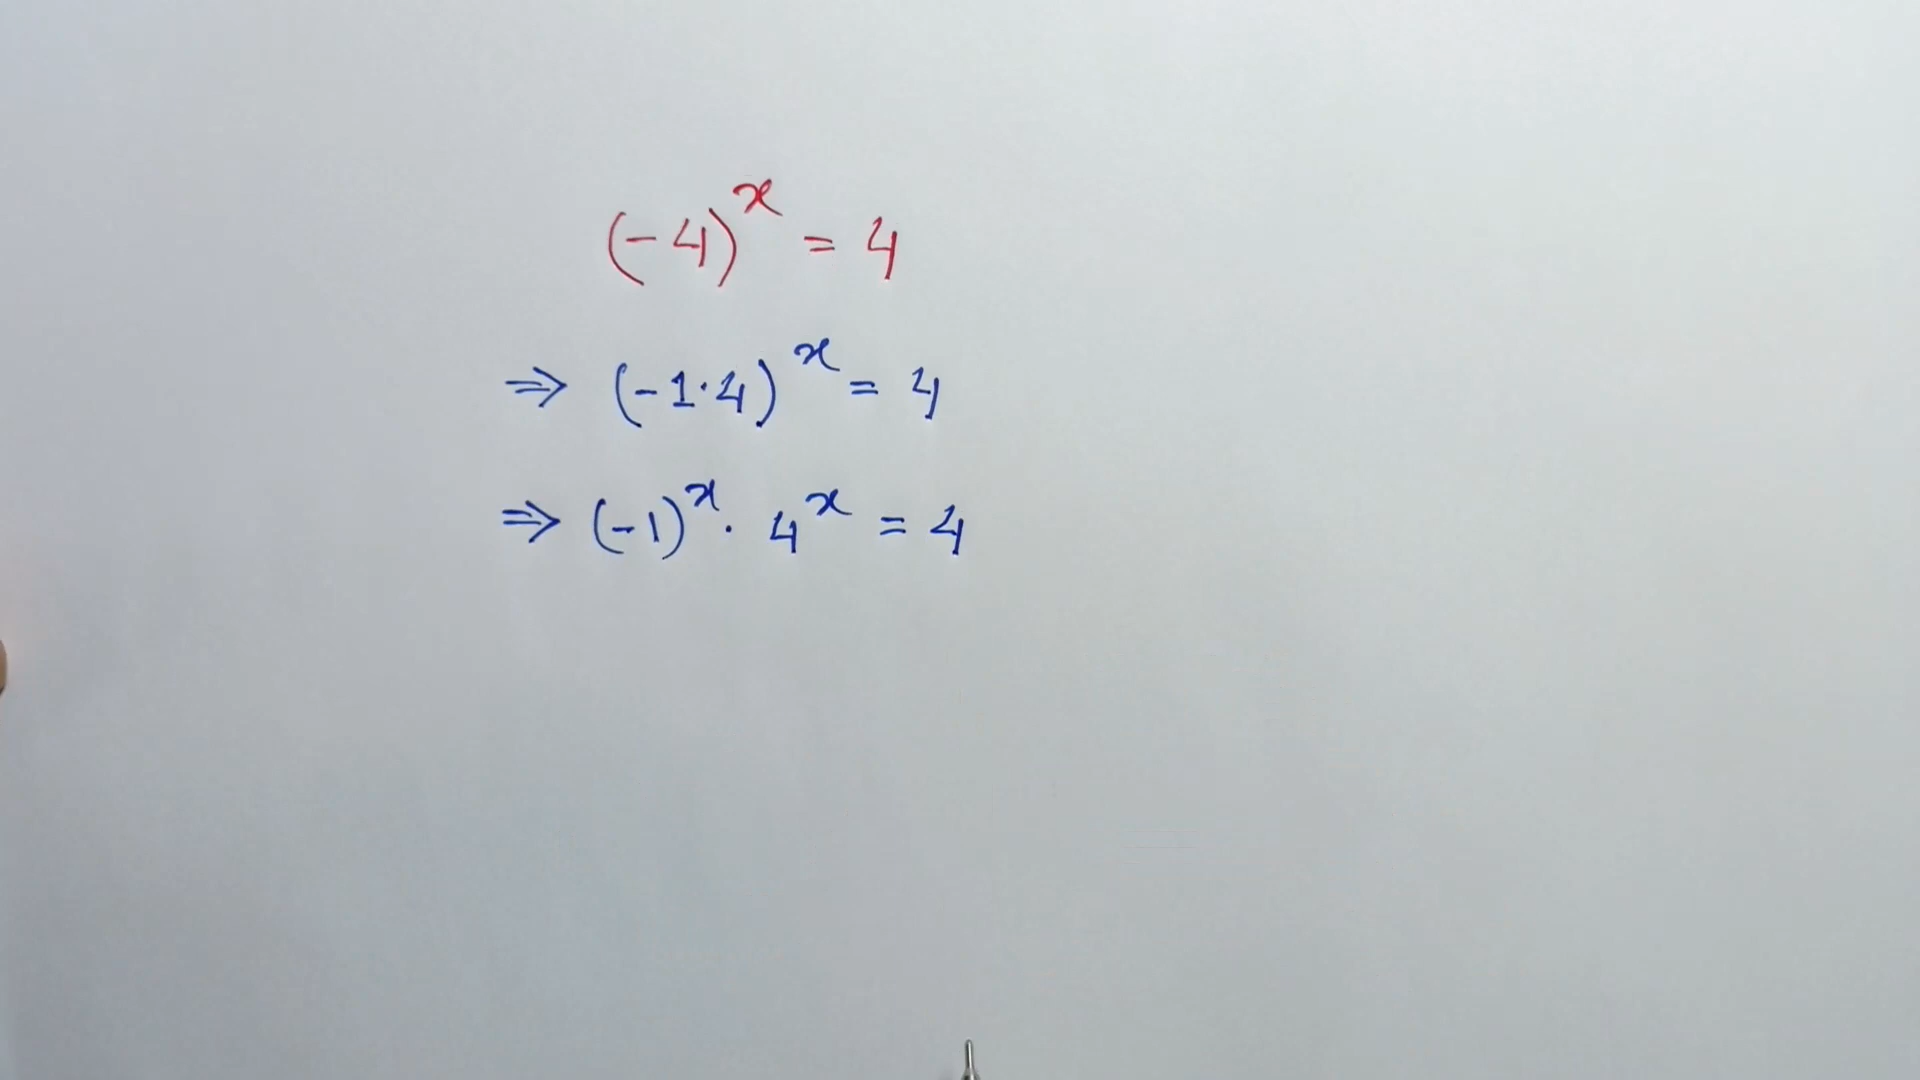 (-4)^x = 4
⇒ (-1·4)^x = 4
⇒ (-1)^x · 4^x = 4